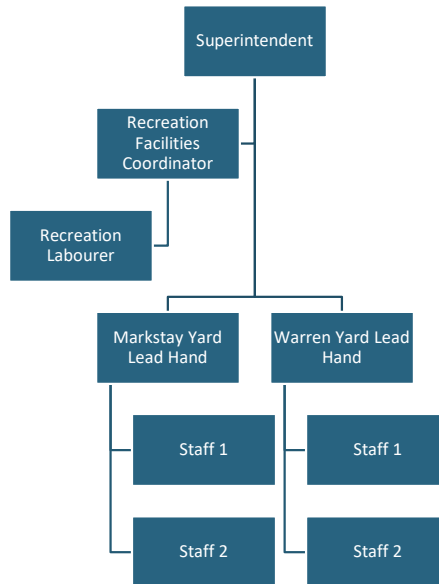 Superintendent
Recreation
Facilities
Coordinator
Recreation
Labourer
Markstay Yard
Lead Hand
Warren Yard Lead
Hand
Staff 1
Staff 1
Staff 2
Staff 2